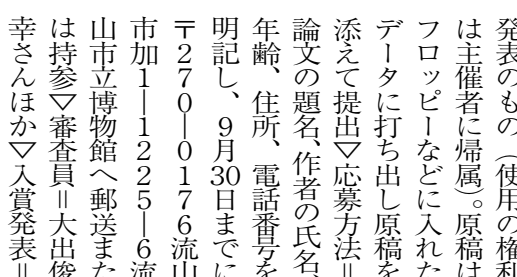 発表のもの（使用の権利
は主催者に帰属)。原稿は
フロッピーなどに入れた
データに打ち出し原稿を
添えて提出▽応募方法＝
論文の題名、作者の氏名、
年齢、住所、電話番号を
明記し、9月30日までに
〒270―0176流山
市加1―1225―6流
山市立博物館へ郵送また
は持参▽審査員＝大出俊
幸さんほか▽入賞発表＝